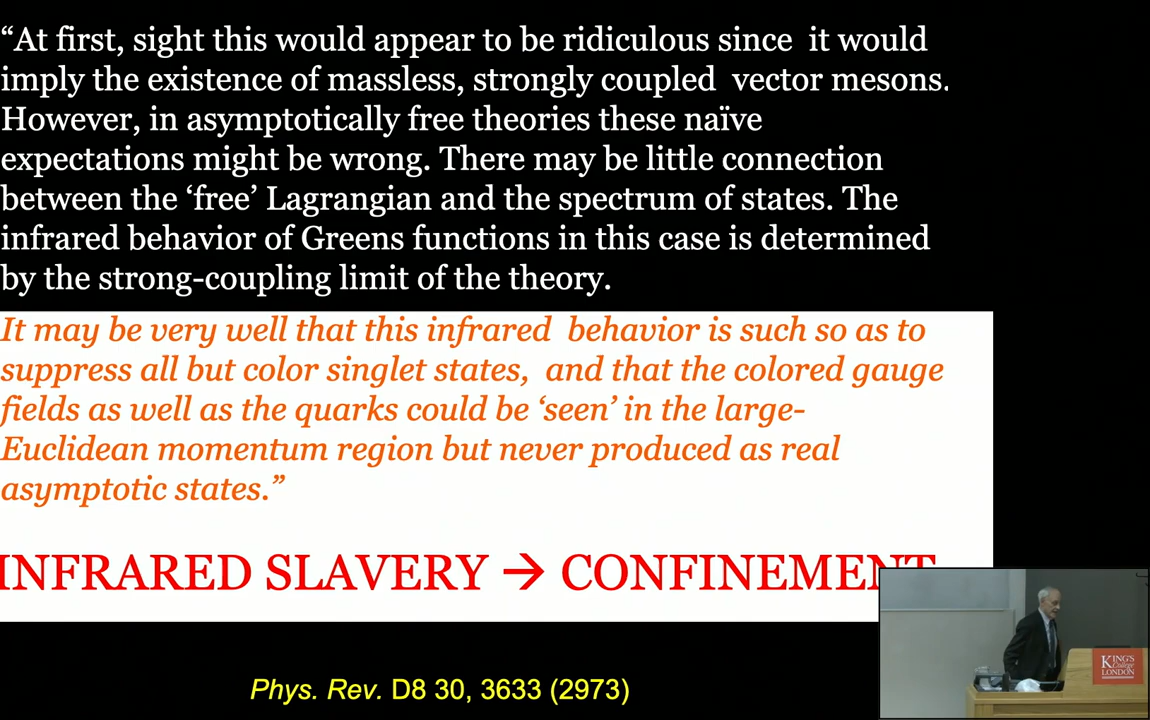 “At first, sight this would appear to be ridiculous since it would
imply the existence of massless, strongly coupled vector mesons.
However, in asymptotically free theories these naïve
expectations might be wrong. There may be little connection
between the ‘free’ Lagrangian and the spectrum of states. The
infrared behavior of Greens functions in this case is determined
by the strong-coupling limit of the theory.
It may be very well that this infrared behavior is such so as to
suppress all but color singlet states, and that the colored gauge
fields as well as the quarks could be ‘seen’ in the large-
Euclidean momentum region but never produced as real
asymptotic states.”
INFRARED SLAVERY → CONFINEMENT
Phys. Rev. D8 30, 3633 (2973)
KING'S
College
LONDON